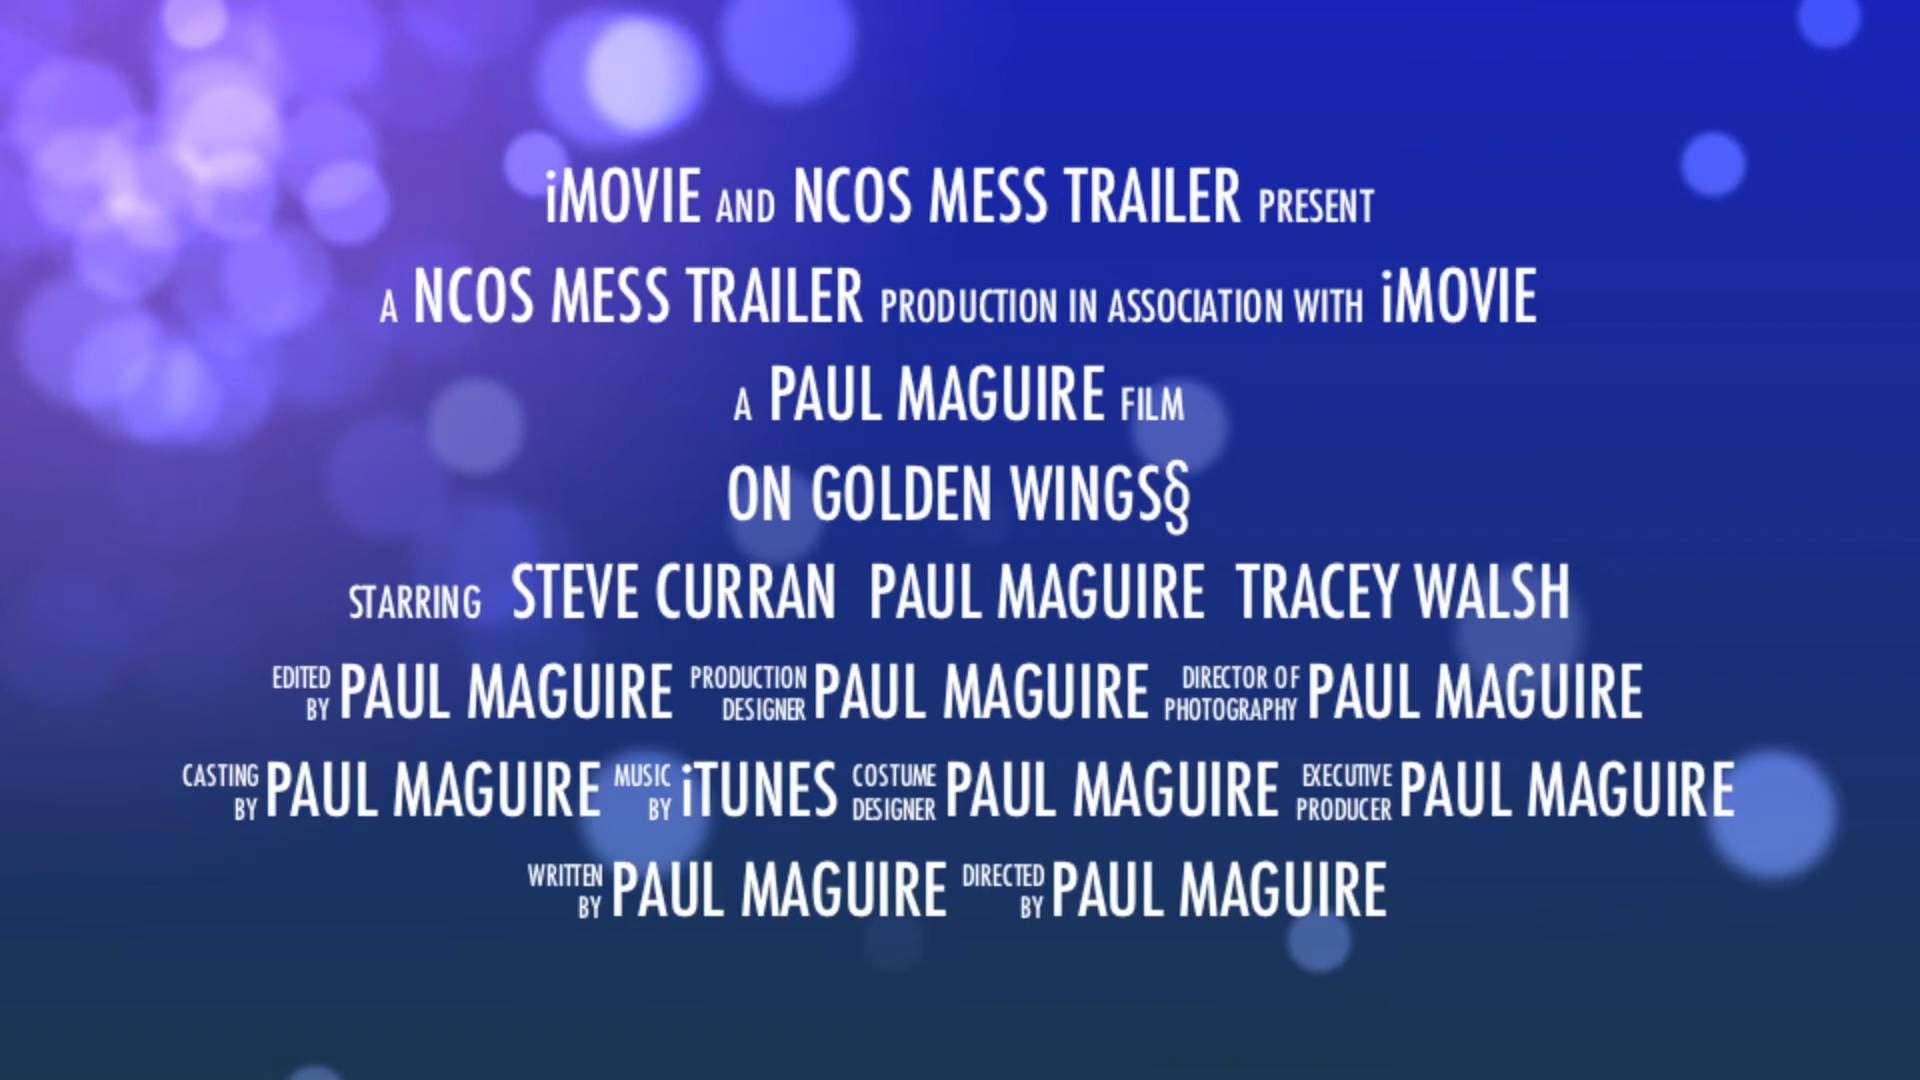 iMOVIE AND NCOS MESS TRAILER PRESENT
A NCOS MESS TRAILER PRODUCTION IN ASSOCIATION WITH iMOVIE
A PAUL MAGUIRE FILM
ON GOLDEN WINGS§
STARRING STEVE CURRAN PAUL MAGUIRE TRACEY WALSH
EDITED BY PAUL MAGUIRE PRODUCTION DESIGNER PAUL MAGUIRE DIRECTOR OF PHOTOGRAPHY PAUL MAGUIRE
CASTING BY PAUL MAGUIRE MUSIC BY iTUNES COSTUME DESIGNER PAUL MAGUIRE EXECUTIVE PRODUCER PAUL MAGUIRE
WRITTEN BY PAUL MAGUIRE DIRECTED BY PAUL MAGUIRE